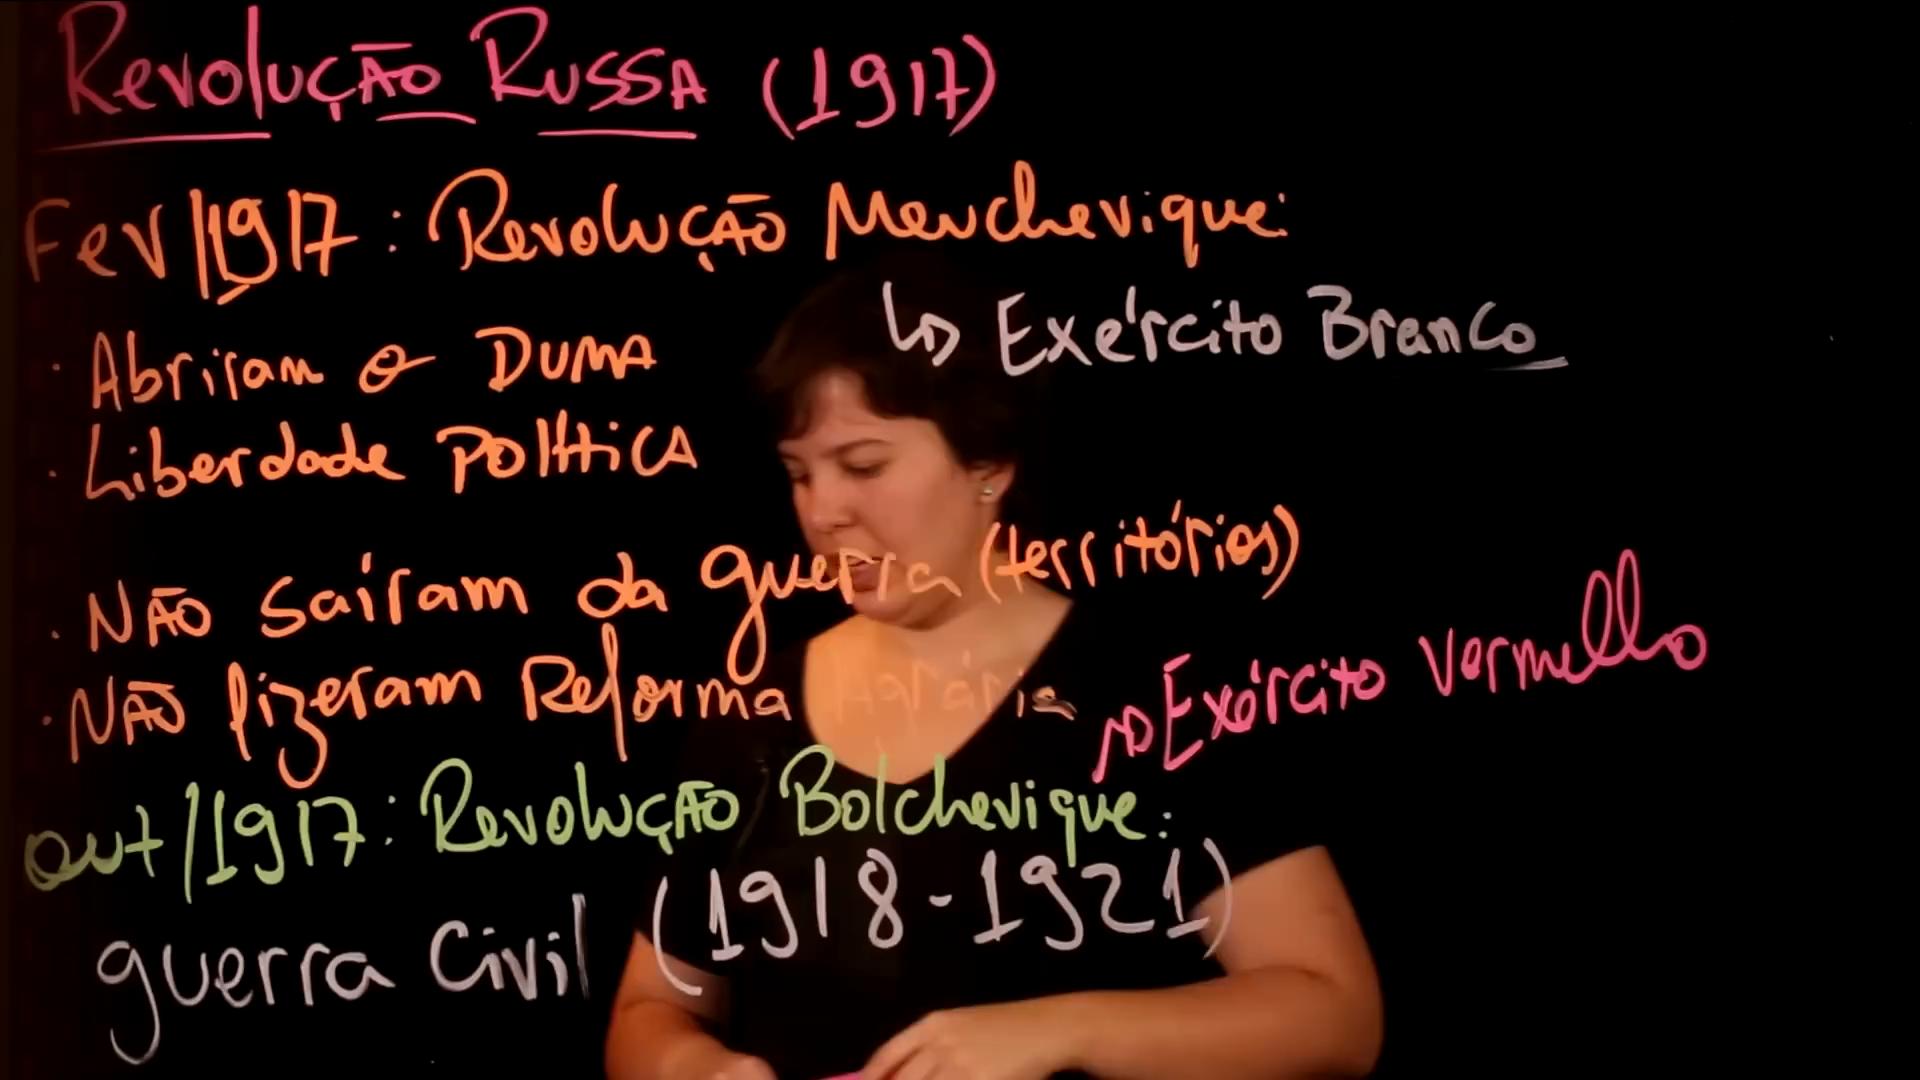 Revolução Russa (1917)
Fev/1917: Revolução Menchevique:
↳ Exército Branco
· Abriram a DUMA
· Liberdade Política
· Não saíram da guerra (territórios)
· Não fizeram Reforma Agrária
→ Exército Vermelho
Out/1917: Revolução Bolchevique:
guerra Civil (1918-1921)